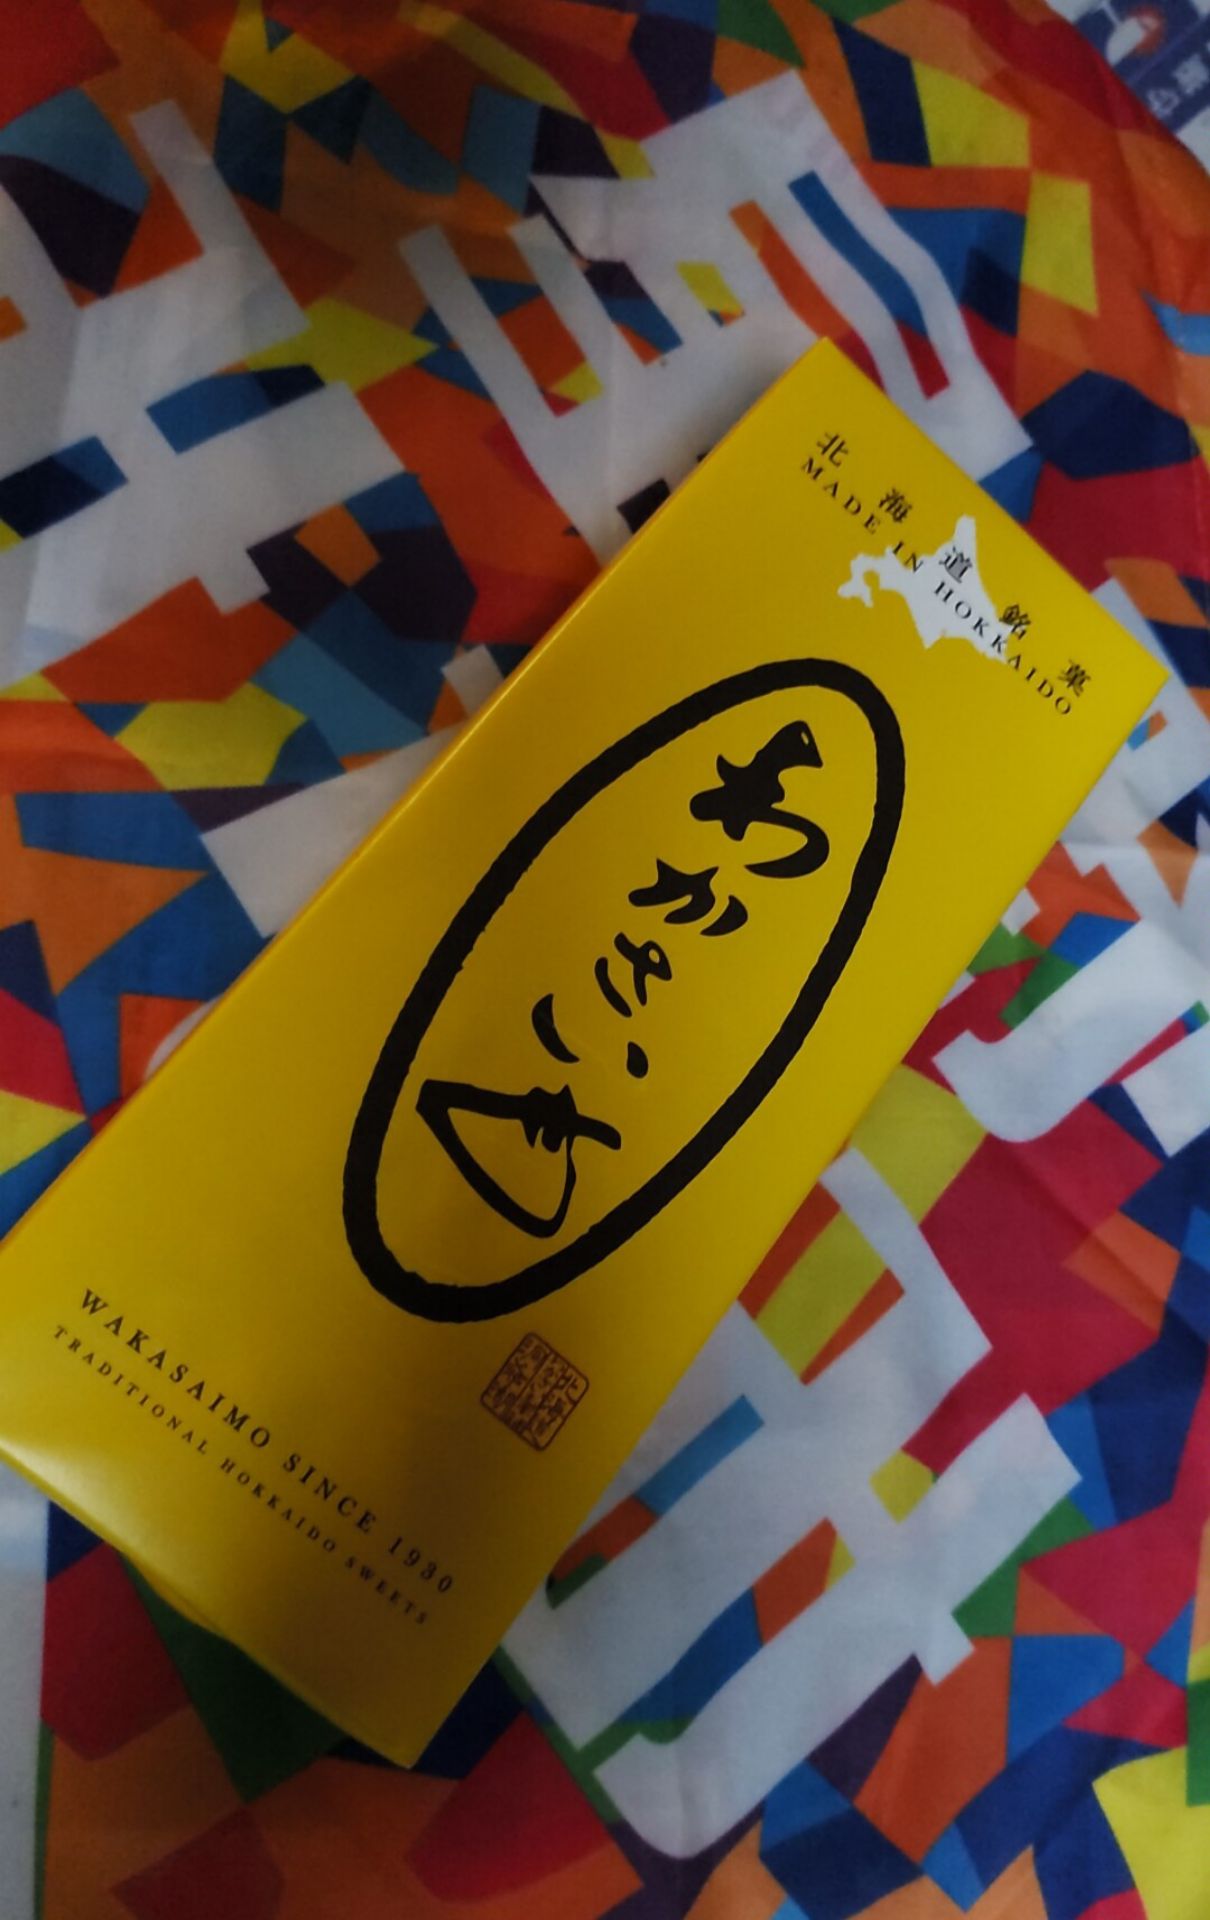 北海道銘菓
MADE IN HOKKAIDO
わかさいも
WAKASAIMO SINCE 1930
TRADITIONAL HOKKAIDO SWEETS